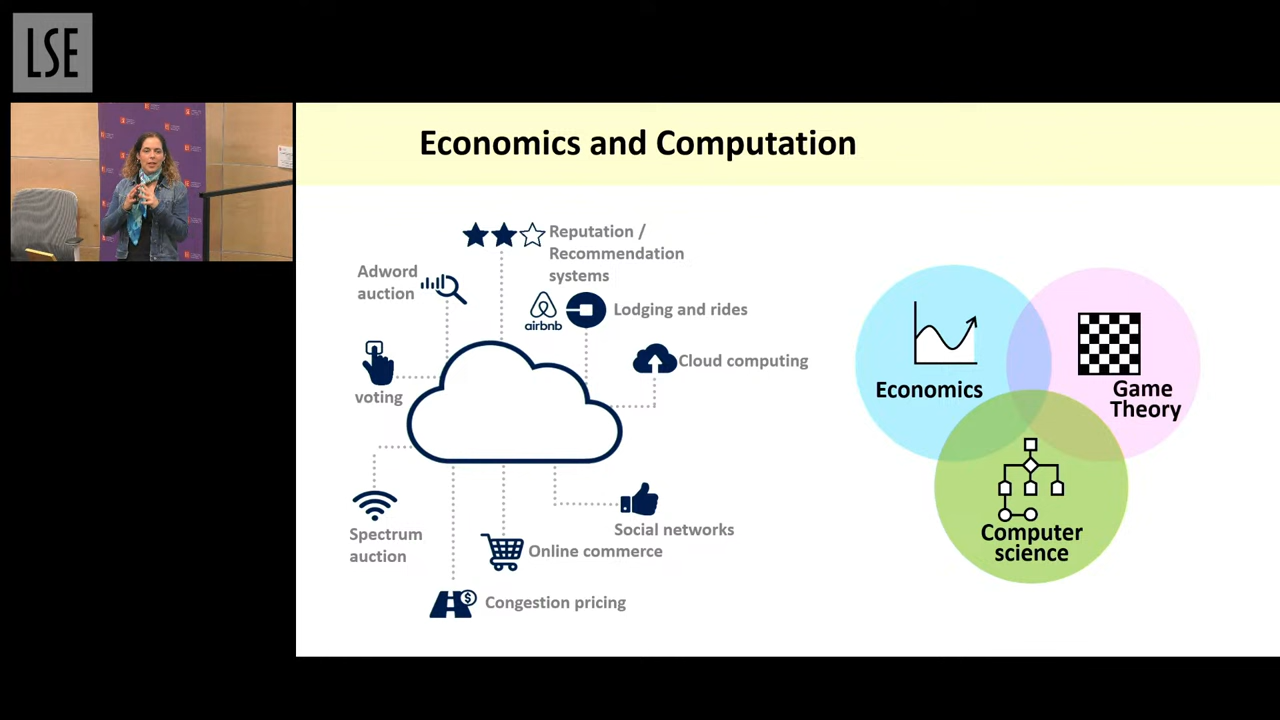 LSE
Economics and Computation
Reputation /
Recommendation
systems
Adword
auction
airbnb
Lodging and rides
Cloud computing
voting
Spectrum
auction
Social networks
Online commerce
$
Congestion pricing
Economics
Game
Theory
Computer
science